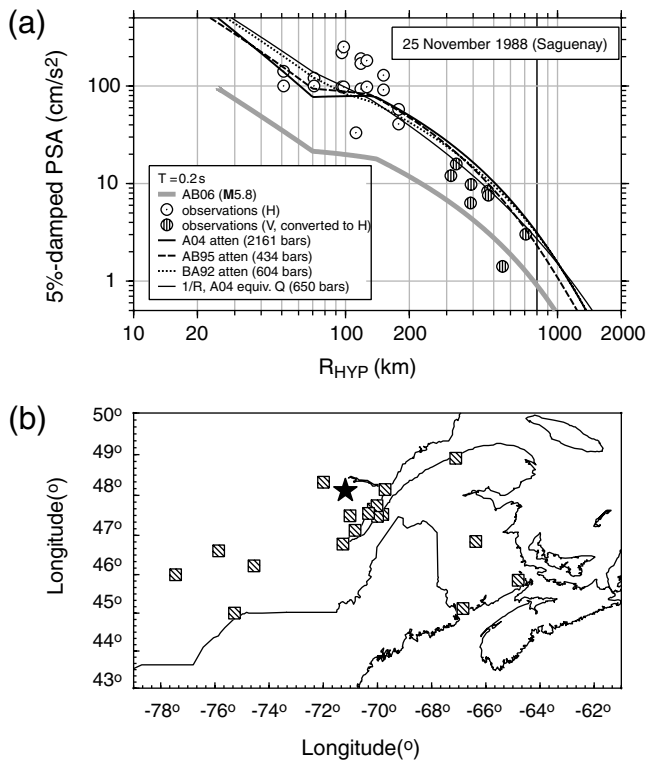 (a)
25 November 1988 (Saguenay)
5%-damped PSA (cm/s²)
100
10
1
T = 0.2 s
AB06 (M5.8)
observations (H)
observations (V, converted to H)
A04 atten (2161 bars)
AB95 atten (434 bars)
BA92 atten (604 bars)
1/R, A04 equiv. Q (650 bars)
10 20 100 200 1000 2000
R_HYP (km)
(b)
Longitude(°)
50°
49°
48°
47°
46°
45°
44°
43°
-78° -76° -74° -72° -70° -68° -66° -64° -62°
Longitude(°)